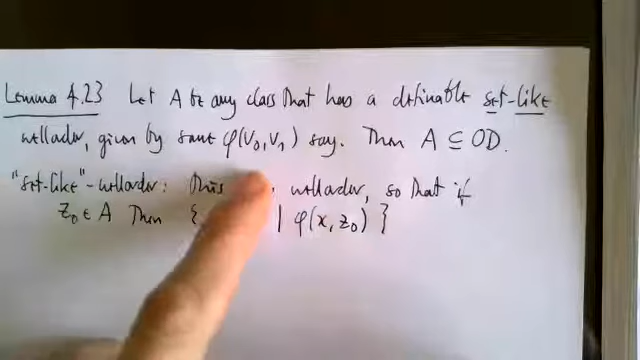 Lemma 4.23 Let A be any class that has a definable set-like
wellorder, given by some φ(v₀,v₁) say. Then A ⊆ OD.
"set-like"-wellorder: This wellorder, so that if
z₀ ∈ A Then { | φ(x, z₀) }